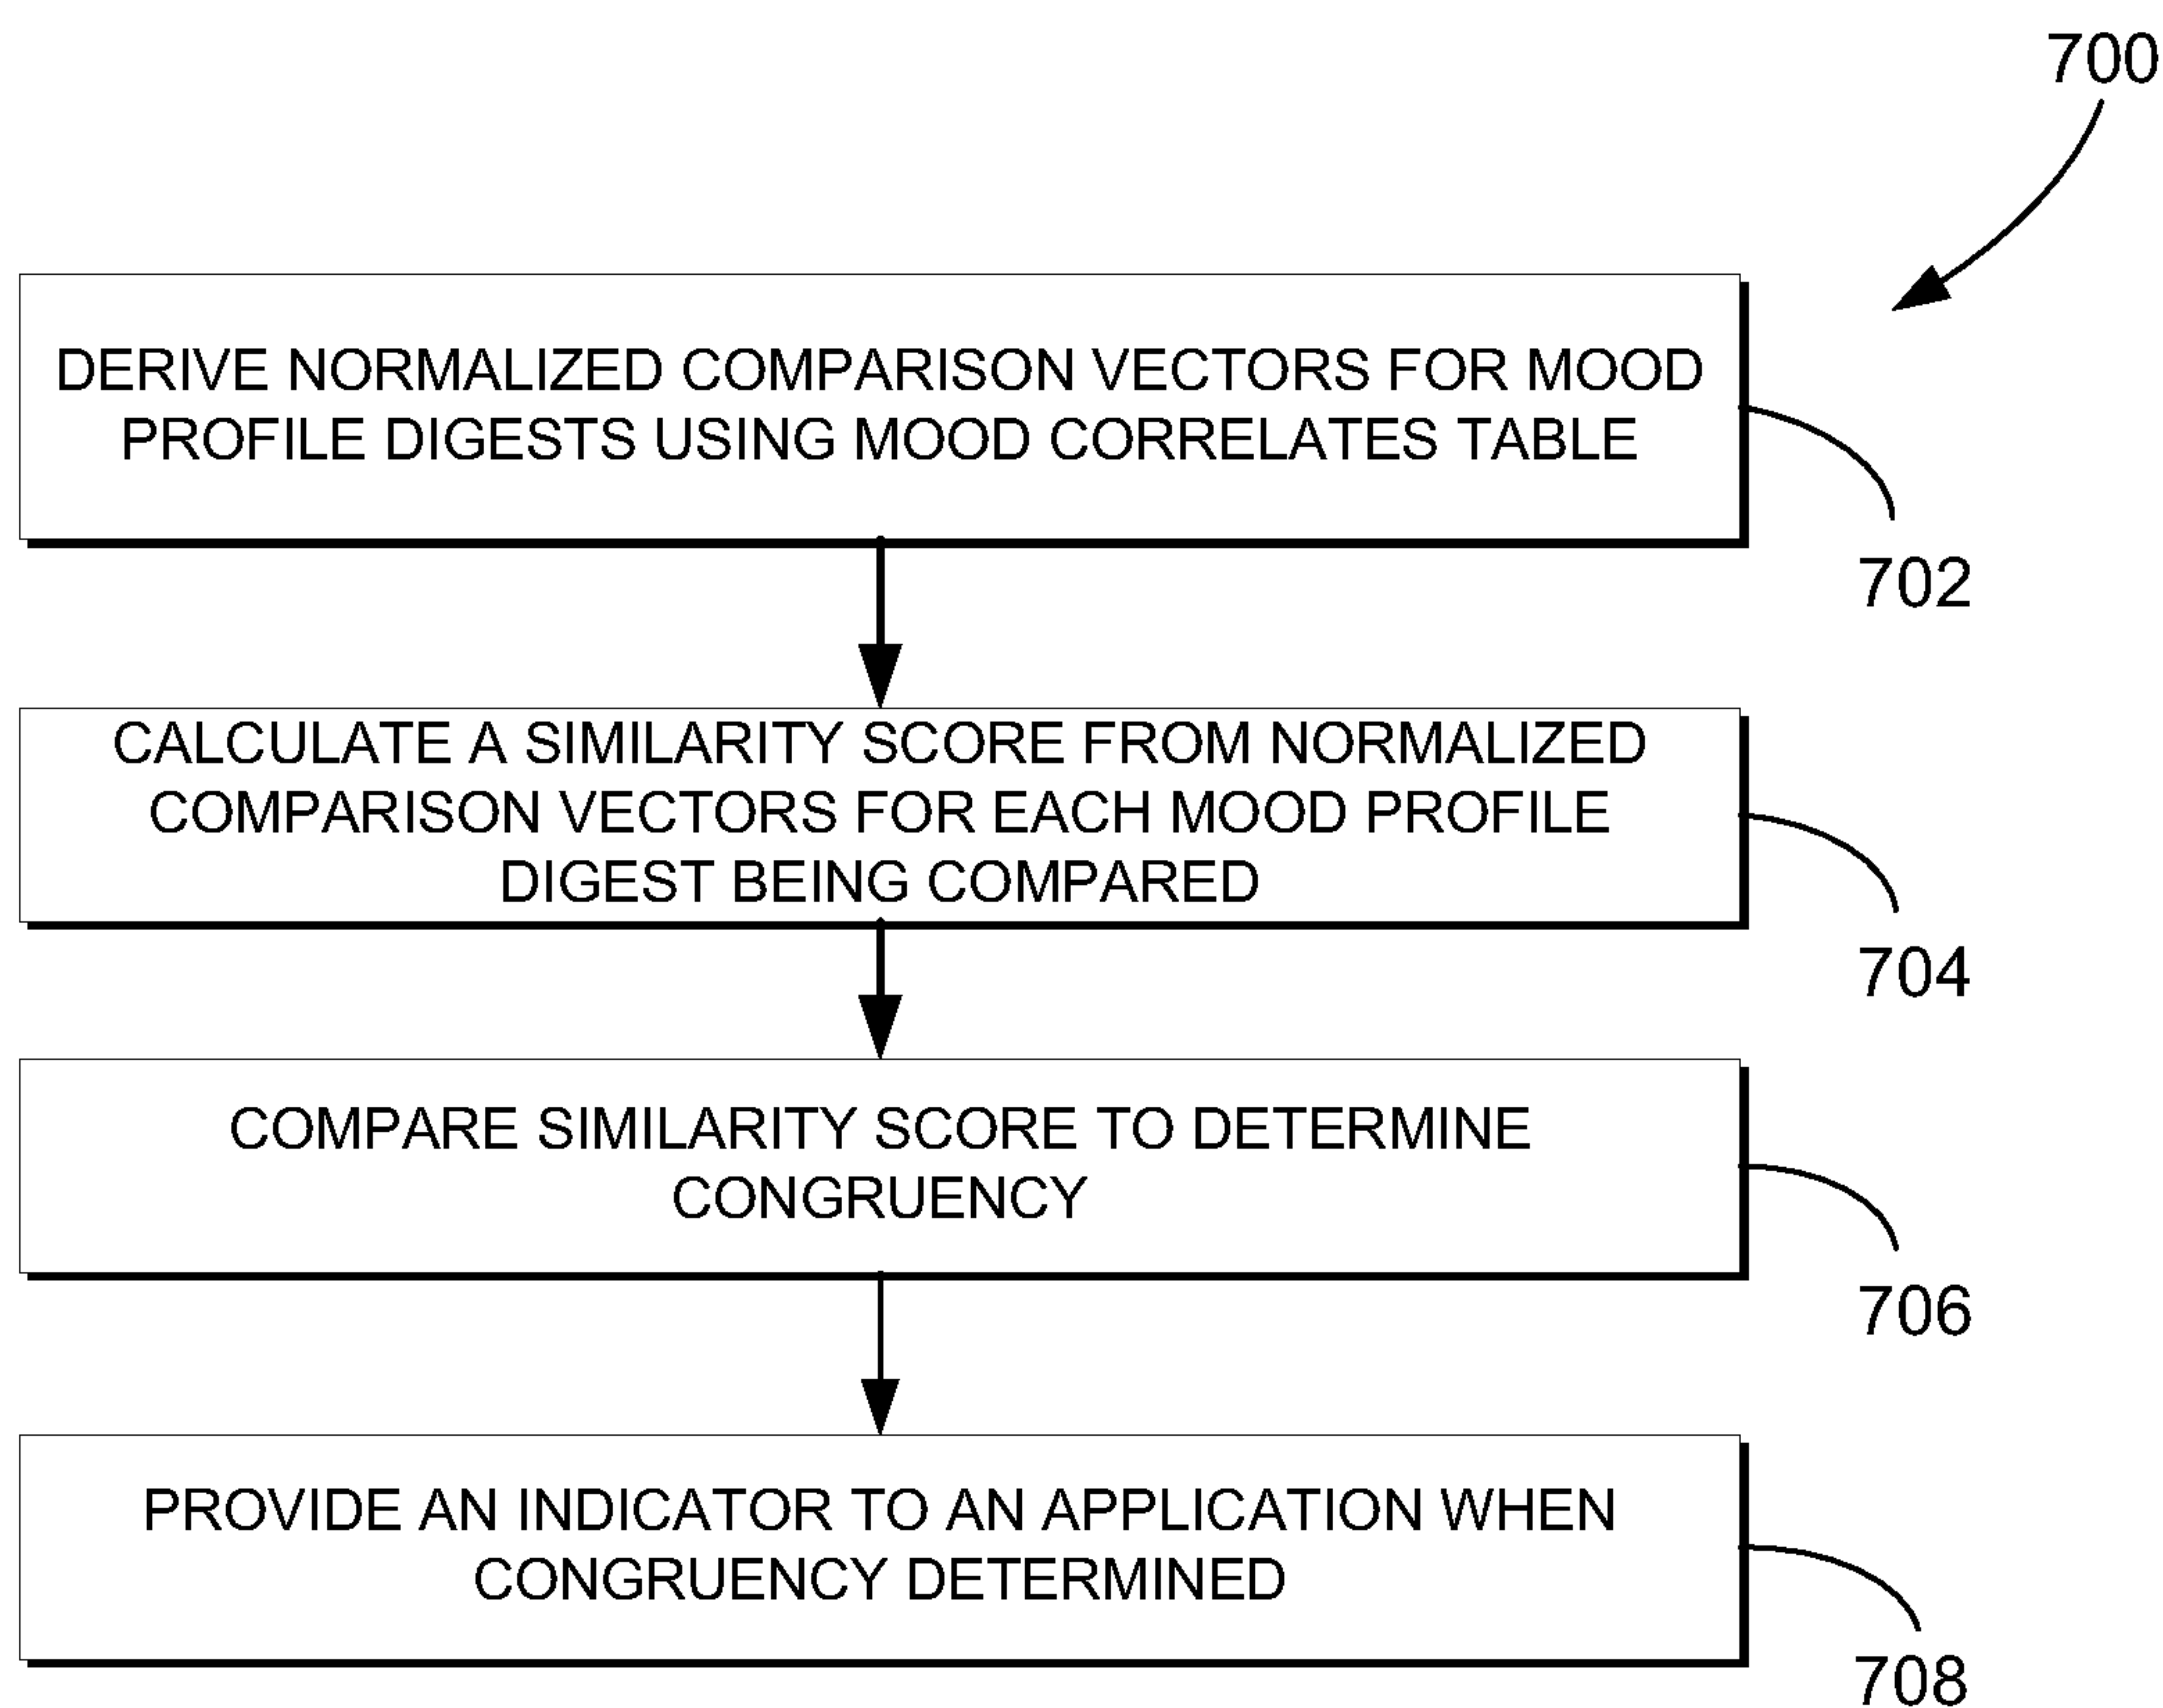 700
DERIVE NORMALIZED COMPARISON VECTORS FOR MOOD
PROFILE DIGESTS USING MOOD CORRELATES TABLE
702
CALCULATE A SIMILARITY SCORE FROM NORMALIZED
COMPARISON VECTORS FOR EACH MOOD PROFILE
DIGEST BEING COMPARED
704
COMPARE SIMILARITY SCORE TO DETERMINE
CONGRUENCY
706
PROVIDE AN INDICATOR TO AN APPLICATION WHEN
CONGRUENCY DETERMINED
708